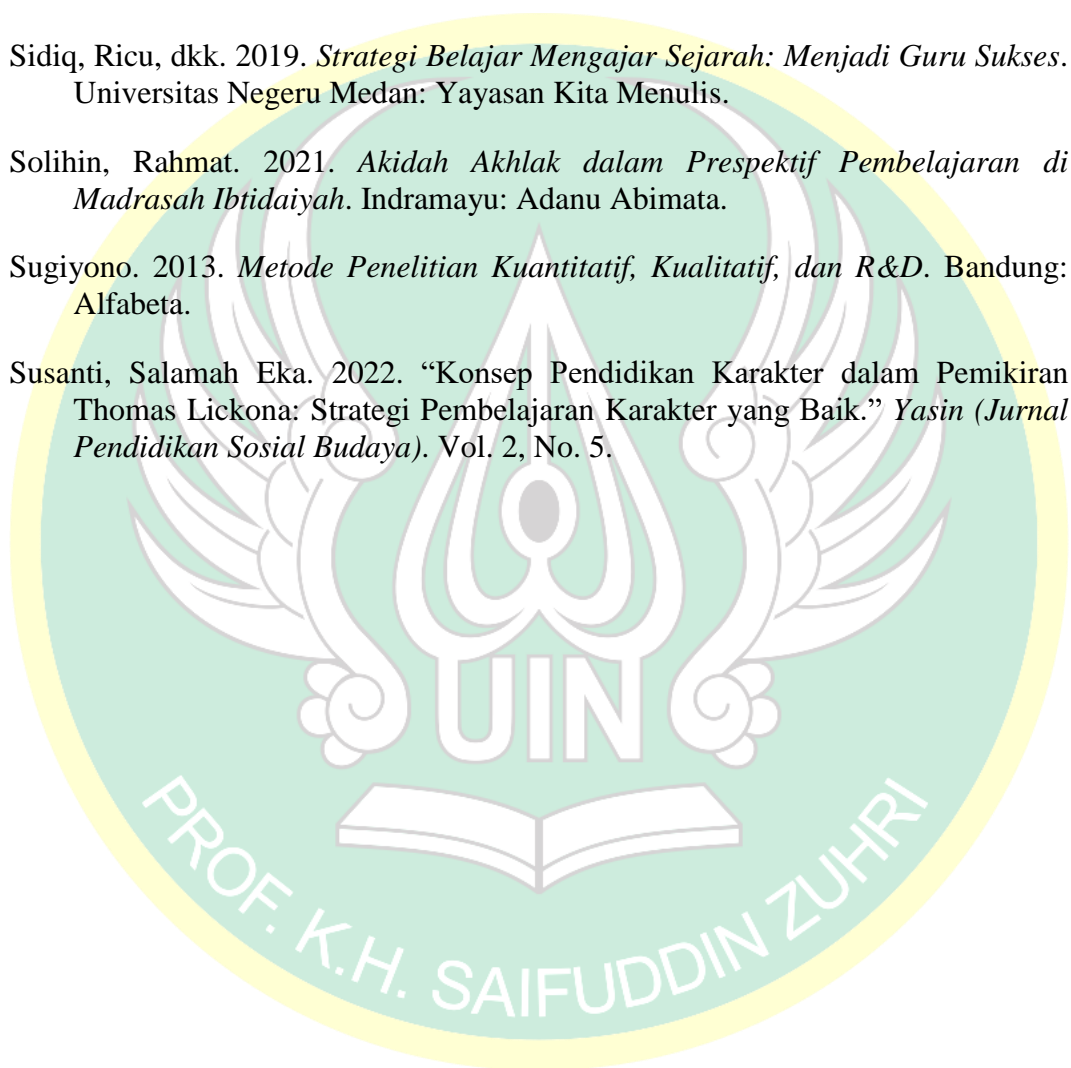 Sidiq, Ricu, dkk. 2019. Strategi Belajar Mengajar Sejarah: Menjadi Guru Sukses.
Universitas Negeru Medan: Yayasan Kita Menulis.
Solihin, Rahmat. 2021. Akidah Akhlak dalam Prespektif Pembelajaran di
Madrasah Ibtidaiyah. Indramayu: Adanu Abimata.
Sugiyono. 2013. Metode Penelitian Kuantitatif, Kualitatif, dan R&D. Bandung:
Alfabeta.
Susanti, Salamah Eka. 2022. “Konsep Pendidikan Karakter dalam Pemikiran
Thomas Lickona: Strategi Pembelajaran Karakter yang Baik.” Yasin (Jurnal
Pendidikan Sosial Budaya). Vol. 2, No. 5.
UIN
PROF. K.H. SAIFUDDIN ZUHRI